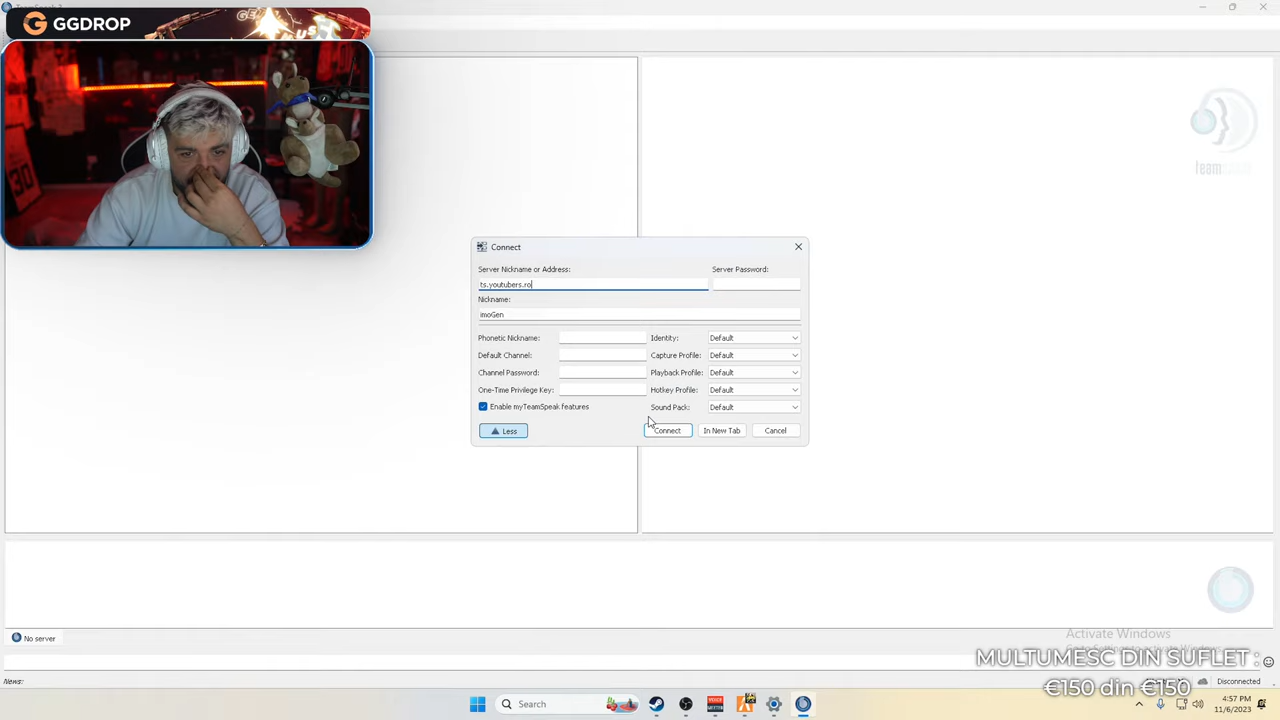 GGDROP
Connect
Server Nickname or Address:
Server Password:
ts.youtubers.ro
Nickname:
imoGen
Phonetic Nickname:
Identity:
Default
Default Channel:
Capture Profile:
Default
Channel Password:
Playback Profile:
Default
One-Time Privilege Key:
Hotkey Profile:
Default
Enable myTeamSpeak features
Sound Pack:
Default
Less
Connect
In New Tab
Cancel
30
No server
Activate Windows
MULTUMESC DIN SUFLET :
€150 din €150
News:
Disconnected
Search
4:57 PM
11/6/2023